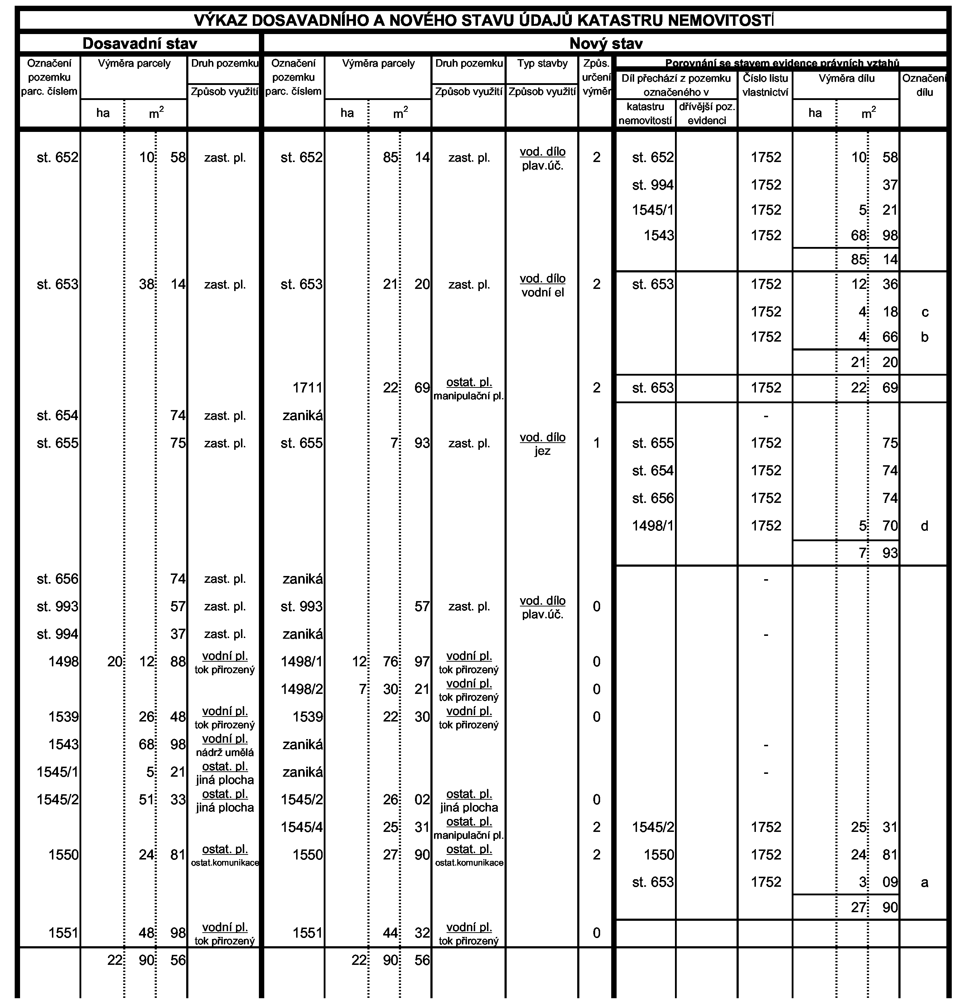 VÝKAZ DOSAVADNÍHO A NOVÉHO STAVU ÚDAJŮ KATASTRU NEMOVITOSTÍ
Dosavadní stav Nový stav
Označení Výměra parcely Druh pozemku Označení Výměra parcely Druh pozemku Typ stavby Způs. Porovnání se stavem evidence právních vztahů
pozemku pozemku určení Díl přechází z pozemku Číslo listu Výměra dílu Označení
parc. číslem Způsob využití parc. číslem Způsob využití Způsob využití výměr označeného v vlastnictví dílu
ha m² ha m² katastru dřívější poz. ha m²
nemovitostí evidenci
st. 652 10 58 zast. pl. st. 652 85 14 zast. pl. vod. dílo 2 st. 652 1752 10 58
plav.úč.
st. 994 1752 37
1545/1 1752 5 21
1543 1752 68 98
85 14
st. 653 38 14 zast. pl. st. 653 21 20 zast. pl. vod. dílo 2 st. 653 1752 12 36
vodní el
1752 4 18 c
1752 4 66 b
21 20
1711 22 69 ostat. pl. 2 st. 653 1752 22 69
manipulační pl.
st. 654 74 zast. pl. zaniká -
st. 655 75 zast. pl. st. 655 7 93 zast. pl. vod. dílo 1 st. 655 1752 75
jez
st. 654 1752 74
st. 656 1752 74
1498/1 1752 5 70 d
7 93
st. 656 74 zast. pl. zaniká -
st. 993 57 zast. pl. st. 993 57 zast. pl. vod. dílo 0
plav.úč.
st. 994 37 zast. pl. zaniká -
1498 20 12 88 vodní pl. 1498/1 12 76 97 vodní pl. 0
tok přirozený tok přirozený
1498/2 7 30 21 vodní pl. 0
tok přirozený
1539 26 48 vodní pl. 1539 22 30 vodní pl. 0
tok přirozený tok přirozený
1543 68 98 vodní pl. zaniká -
nádrž umělá
1545/1 5 21 ostat. pl. zaniká -
jiná plocha
1545/2 51 33 ostat. pl. 1545/2 26 02 ostat. pl. 0
jiná plocha jiná plocha
1545/4 25 31 ostat. pl. 2 1545/2 1752 25 31
manipulační pl.
1550 24 81 ostat. pl. 1550 27 90 ostat. pl. 2 1550 1752 24 81
ostat.komunikace ostat.komunikace
st. 653 1752 3 09 a
27 90
1551 48 98 vodní pl. 1551 44 32 vodní pl. 0
tok přirozený tok přirozený
22 90 56 22 90 56